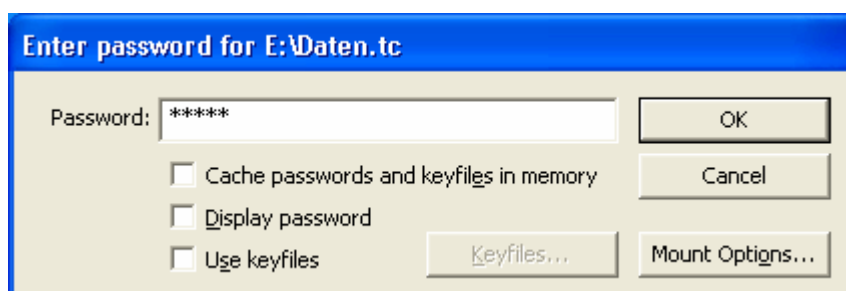 Enter password for E:\Daten.tc
Password: ***** OK
Cache passwords and keyfiles in memory Cancel
Display password
Use keyfiles Keyfiles... Mount Options...